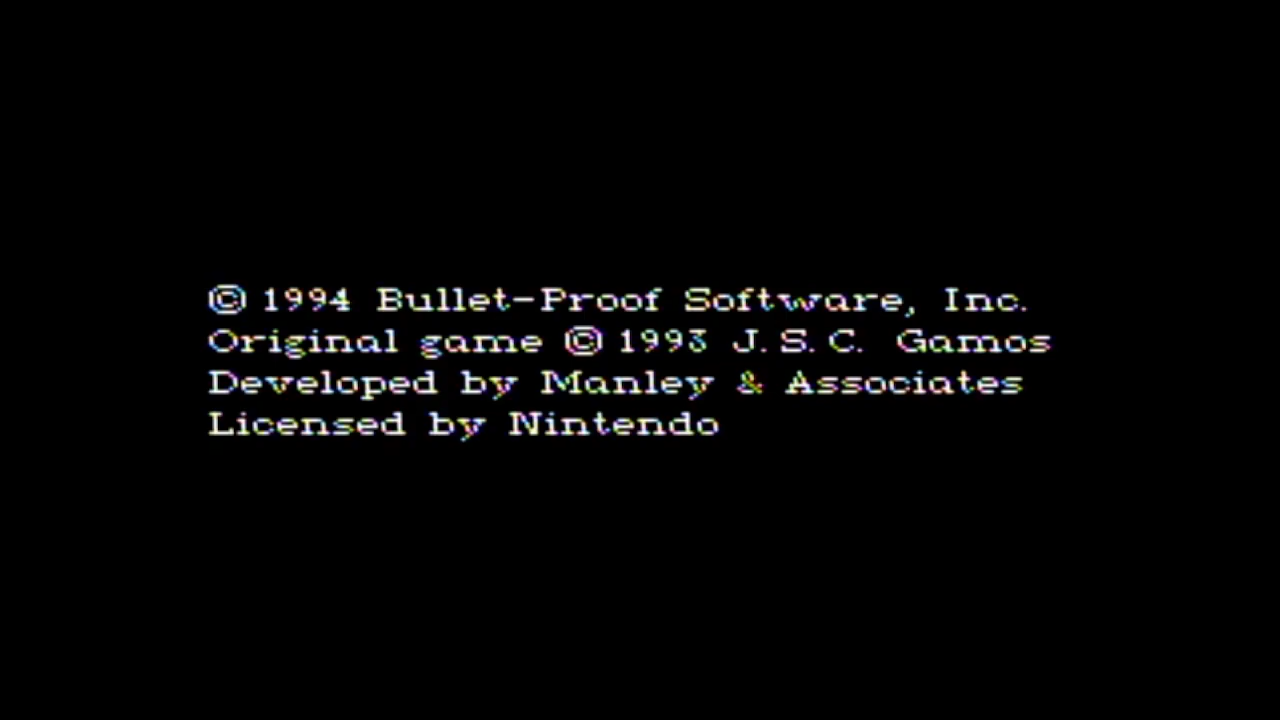 © 1994 Bullet-Proof Software, Inc.
Original game © 1993 J.S.C. Gamos
Developed by Manley & Associates
Licensed by Nintendo